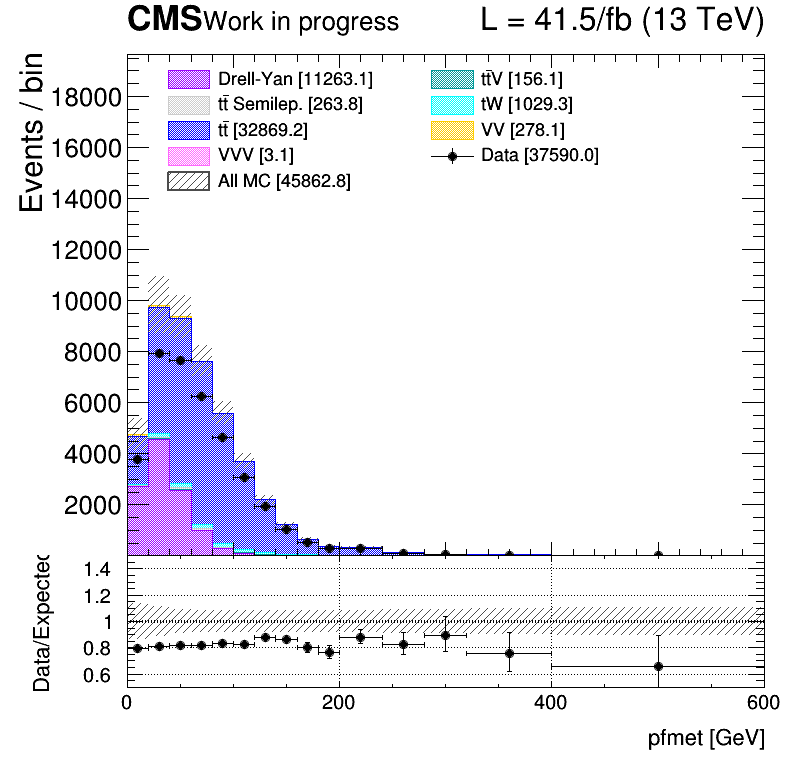 CMS Work in progress L = 41.5/fb (13 TeV)
Events / bin
Drell-Yan [11263.1]
tt̄ Semilep. [263.8]
tt̄ [32869.2]
VVV [3.1]
All MC [45862.8]
tt̄V [156.1]
tW [1029.3]
VV [278.1]
Data [37590.0]
18000
16000
14000
12000
10000
8000
6000
4000
2000
Data/Expected
1.4
1.2
1
0.8
0.6
0 200 400 600
pfmet [GeV]